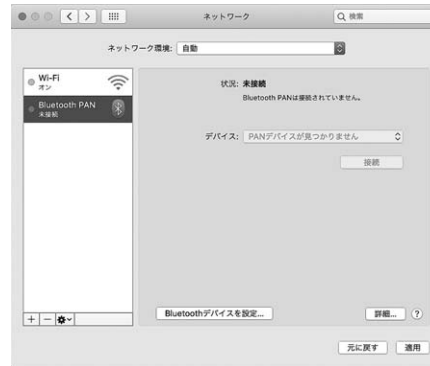 ネットワーク
検索
ネットワーク環境: 自動
Wi-Fi
オン
Bluetooth PAN
未接続
状況: 未接続
Bluetooth PANは接続されていません。
デバイス: PANデバイスが見つかりません
接続
Bluetoothデバイスを設定...
詳細...
?
元に戻す
適用